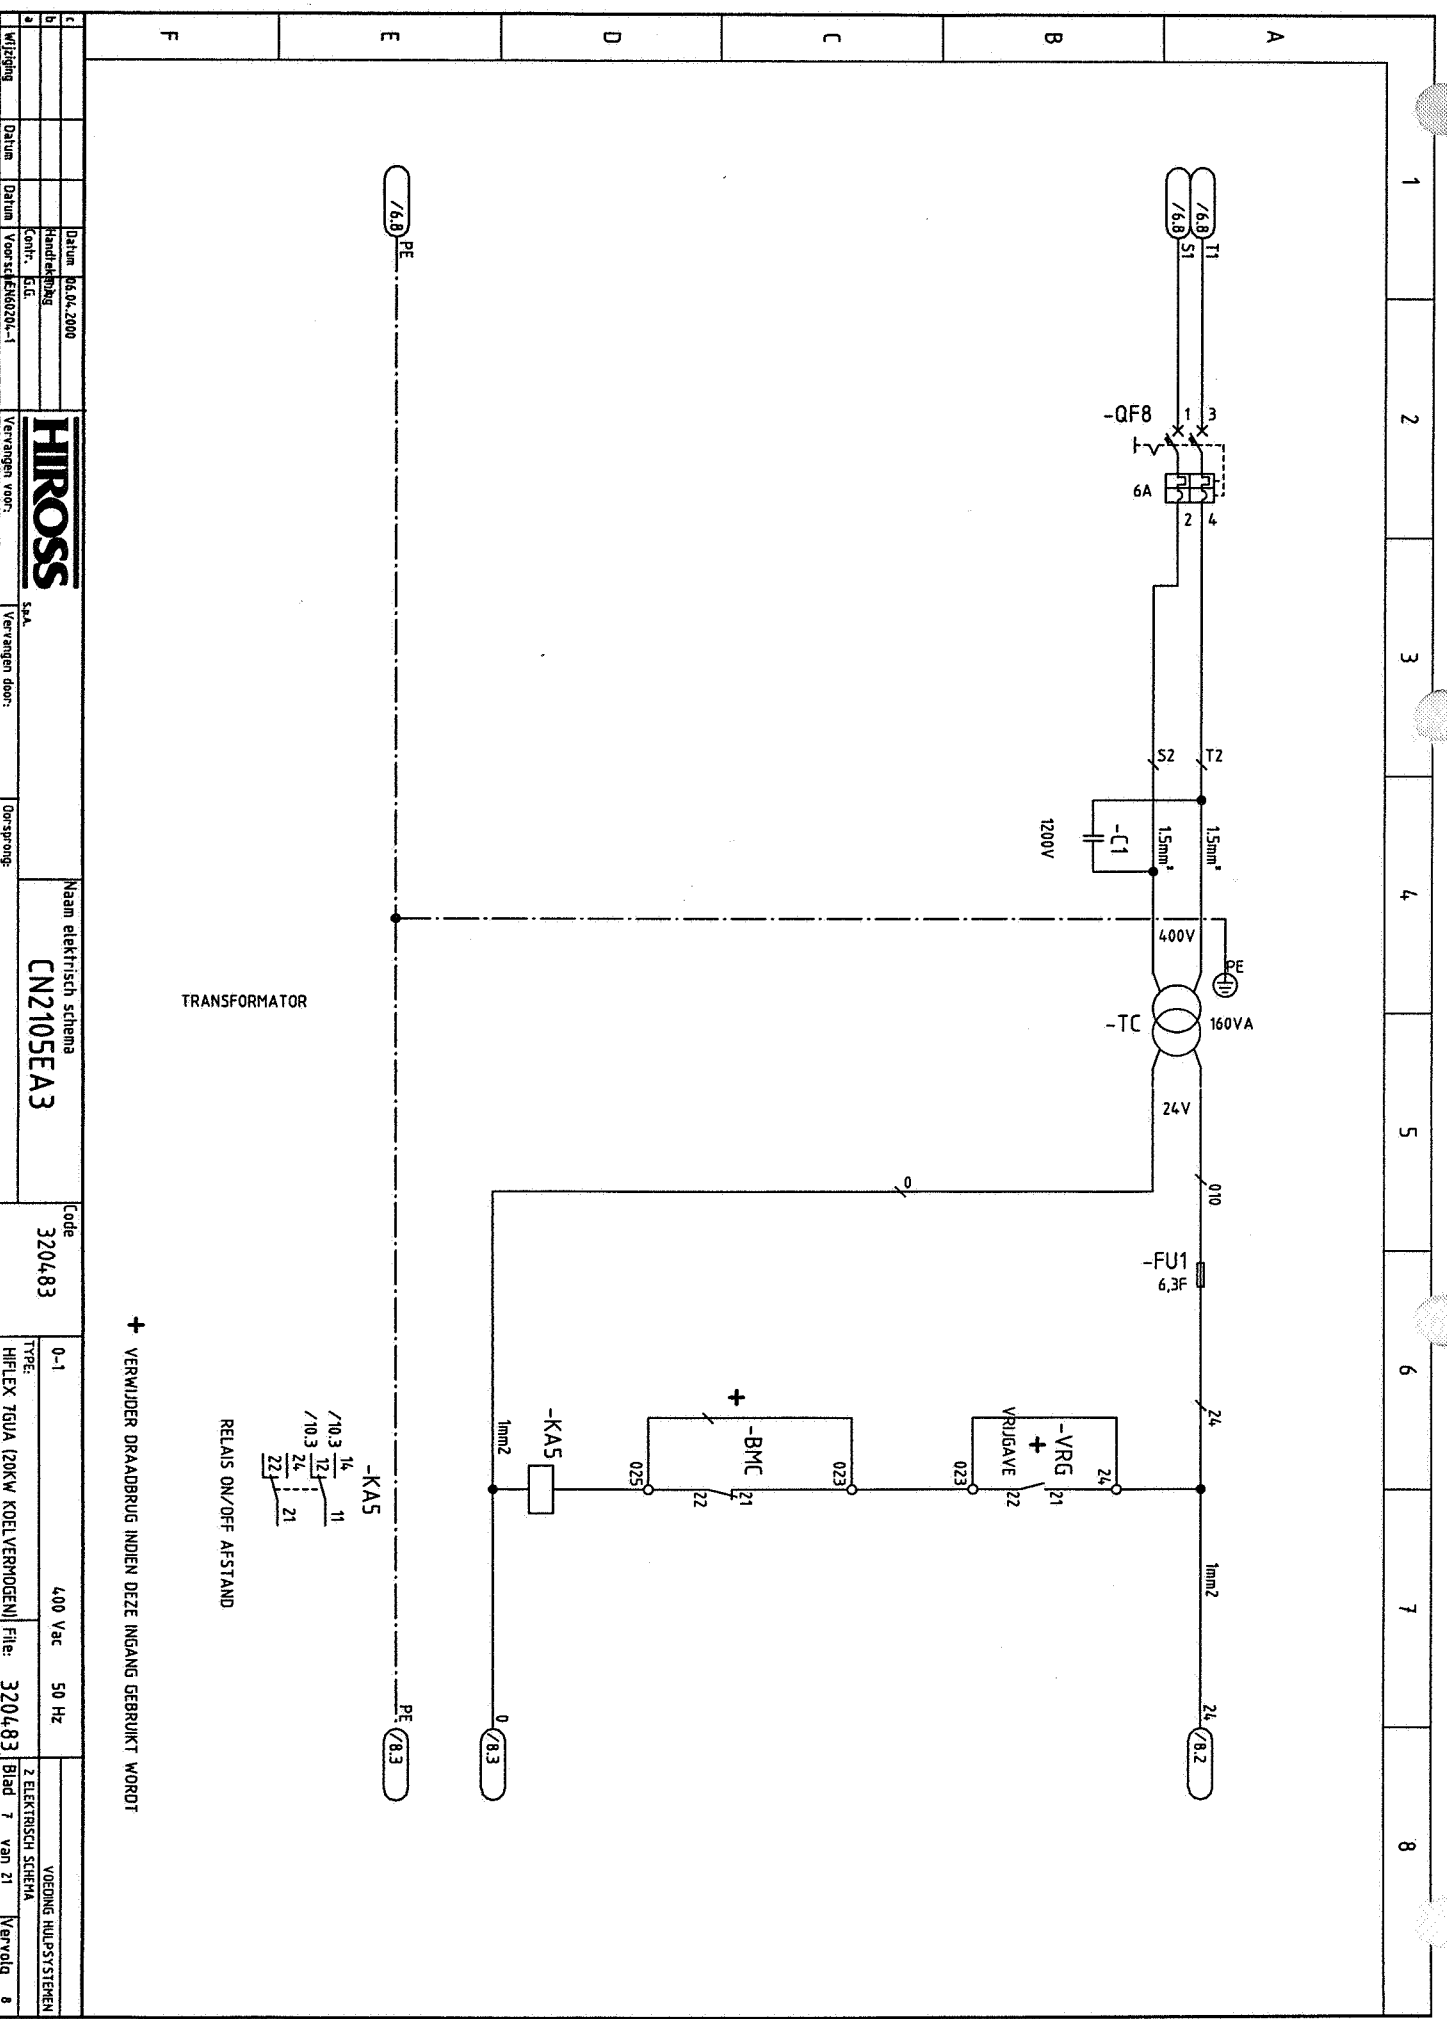 1
2
3
4
5
6
7
8
A
B
C
D
E
F
/6.8
T1
/6.8
S1
-QF8
1
3
6A
2
4
S2
T2
-C1
1200V
1.5mm²
1.5mm²
400V
PE
-TC
160VA
24V
0
010
-FU1
6,3F
24
-VRG
+
VRIJGAVE
24
21
22
023
+
-BMC
023
21
22
025
-KA5
1mm2
1mm2
24
/8.2
0
/8.3
/6.8
PE
PE
/8.3
TRANSFORMATOR
-KA5
14
/10.3
12
/10.3
11
24
22
21
RELAIS ON/OFF AFSTAND
+ VERWIJDER DRAADBRUG INDIEN DEZE INGANG GEBRUIKT WORDT
c
b
a
Wijziging
Datum
Datum
Datum 06.04.2000
Contr. G.G.
EN60204-1
HIROSS
S.p.A.
Vervangen voor:
Vervangen door:
Oorsprong:
Naam elektrisch schema
CN2105EA3
Code
320483
0-1
400 Vac
50 Hz
TYPE:
HIFLEX 7GUA (20KW KOELVERMOGEN)
File: 320483
VOEDING HULPSYSTEMEN
2 ELEKTRISCH SCHEMA
Blad 7 van 21
Vervolg 8